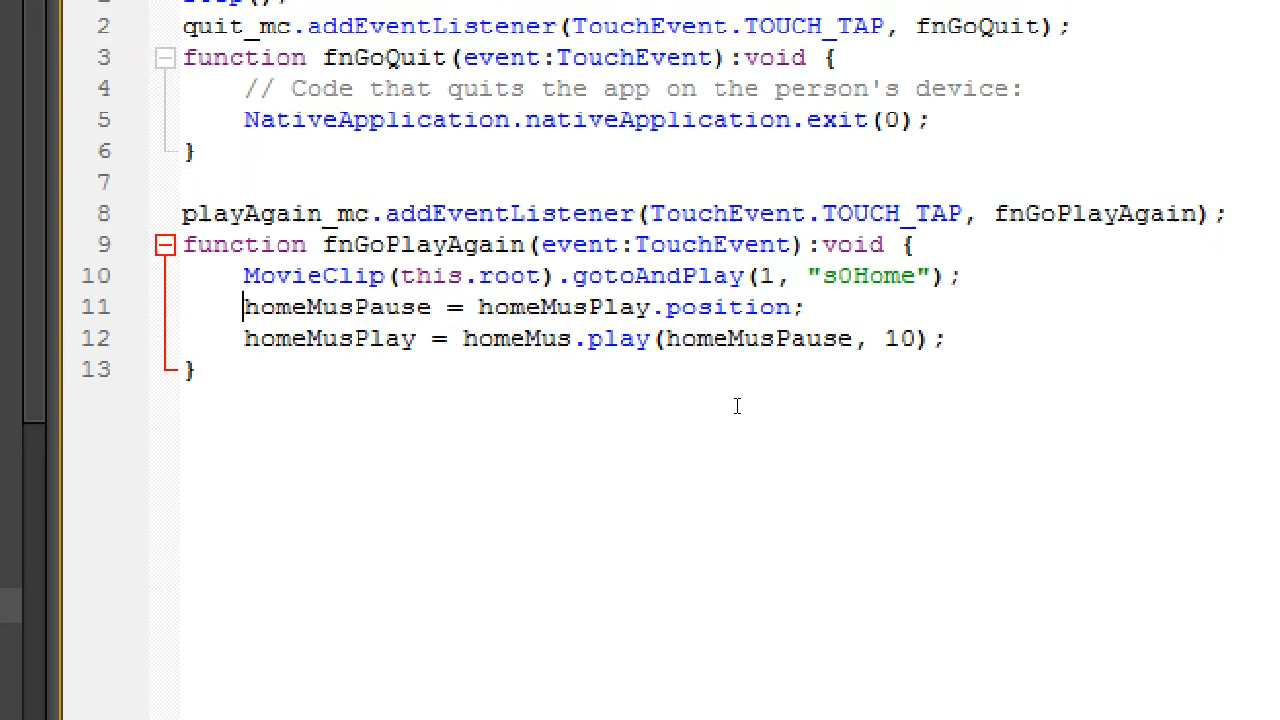 2 quit_mc.addEventListener(TouchEvent.TOUCH_TAP, fnGoQuit);
3 function fnGoQuit(event:TouchEvent):void {
4 // Code that quits the app on the person's device:
5 NativeApplication.nativeApplication.exit(0);
6 }
7
8 playAgain_mc.addEventListener(TouchEvent.TOUCH_TAP, fnGoPlayAgain);
9 function fnGoPlayAgain(event:TouchEvent):void {
10 MovieClip(this.root).gotoAndPlay(1, "s0Home");
11 homeMusPause = homeMusPlay.position;
12 homeMusPlay = homeMus.play(homeMusPause, 10);
13 }